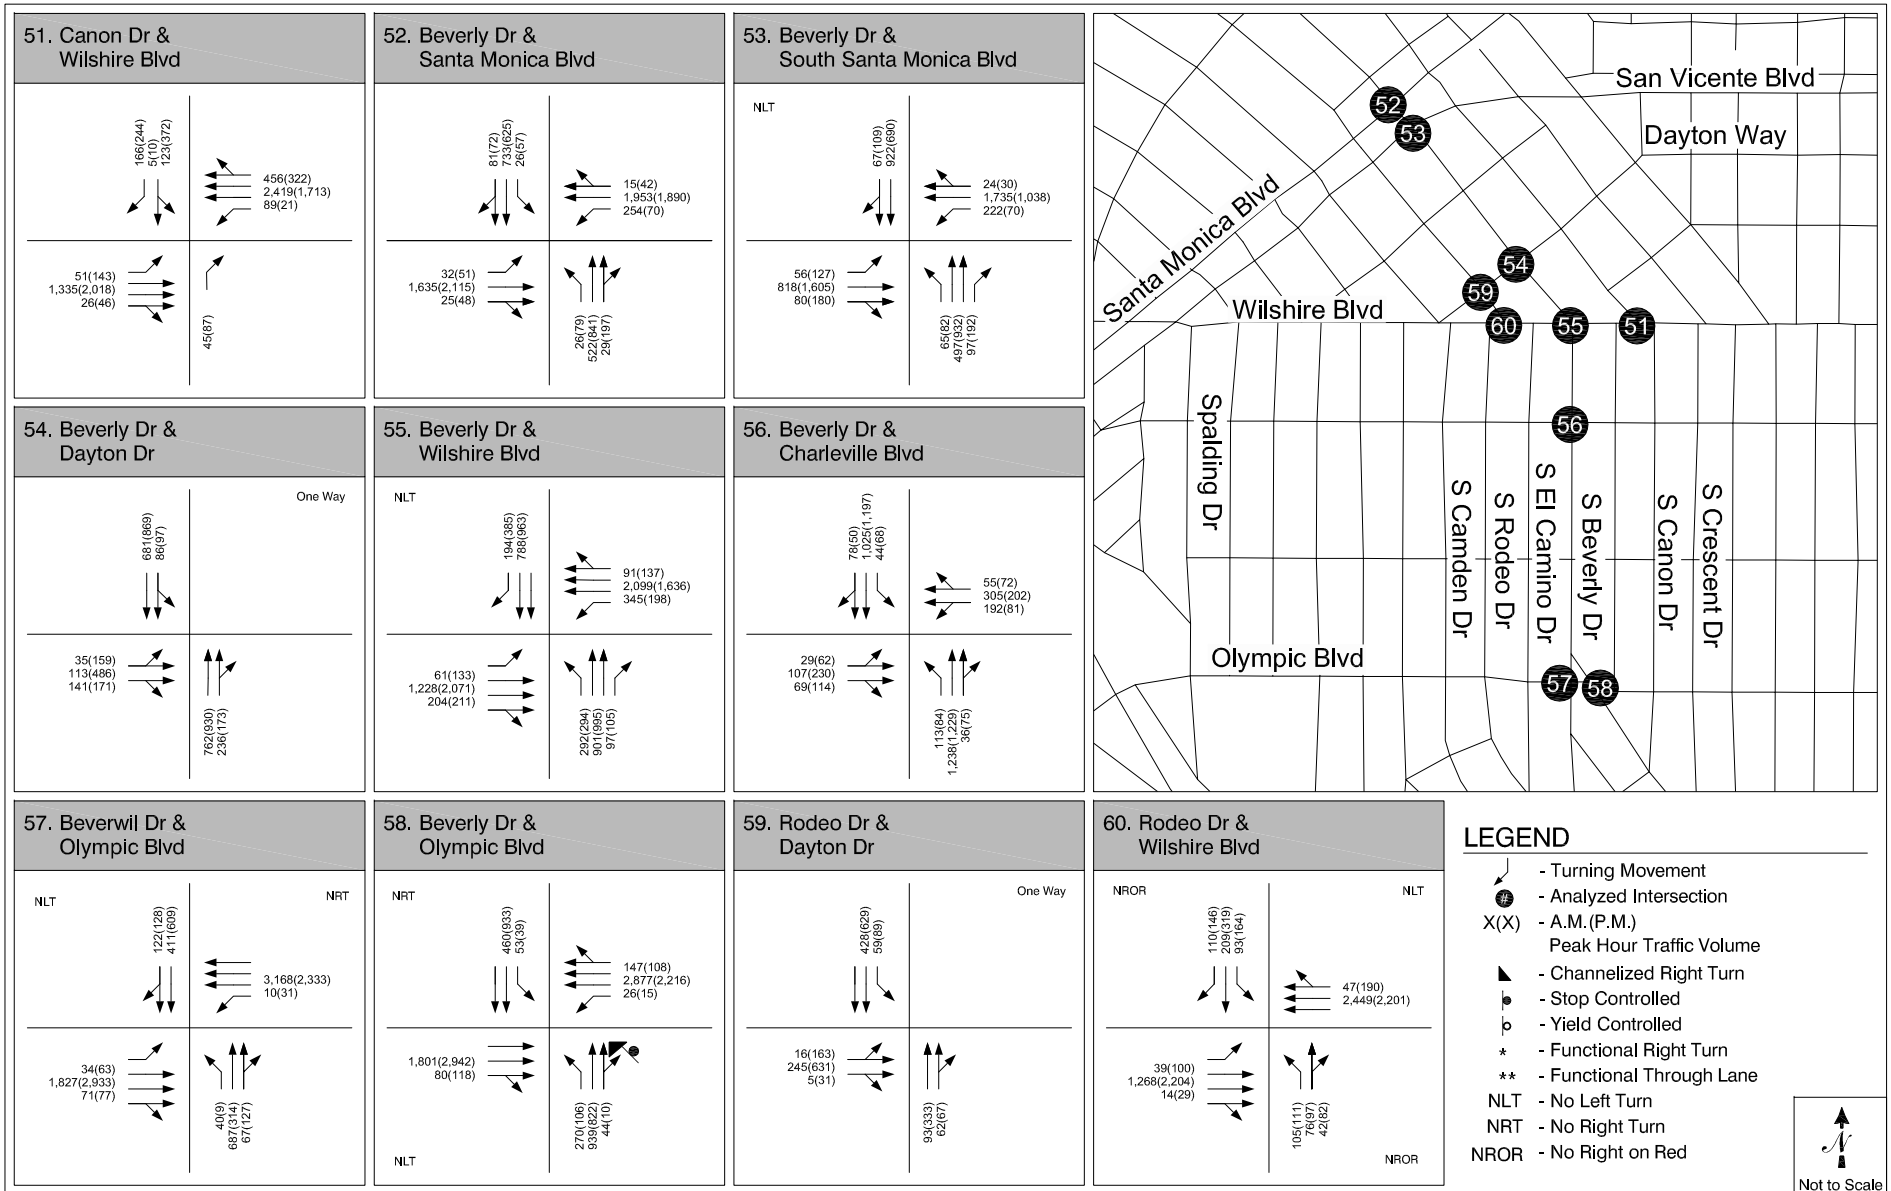 51. Canon Dr &
Wilshire Blvd
166(244)
5(10)
123(372)
456(322)
2,419(1,713)
89(21)
51(143)
1,335(2,018)
26(46)
45(87)
52. Beverly Dr &
Santa Monica Blvd
81(72)
733(625)
26(57)
15(42)
1,953(1,890)
254(70)
32(51)
1,635(2,115)
25(48)
26(79)
522(841)
29(197)
53. Beverly Dr &
South Santa Monica Blvd
NLT
67(109)
922(690)
24(30)
1,735(1,038)
222(70)
56(127)
818(1,605)
80(180)
65(82)
497(932)
97(192)
54. Beverly Dr &
Dayton Dr
One Way
681(869)
86(97)
35(159)
113(486)
141(171)
762(930)
236(173)
55. Beverly Dr &
Wilshire Blvd
NLT
194(385)
788(963)
91(137)
2,099(1,636)
345(198)
61(133)
1,228(2,071)
204(211)
292(294)
901(995)
97(105)
56. Beverly Dr &
Charleville Blvd
78(50)
1,025(1,197)
44(68)
55(72)
305(202)
192(81)
29(62)
107(230)
69(114)
113(84)
1,238(1,229)
36(75)
57. Beverwil Dr &
Olympic Blvd
NLT
NRT
122(128)
411(609)
3,168(2,333)
10(31)
34(63)
1,827(2,933)
71(77)
40(9)
687(314)
67(127)
58. Beverly Dr &
Olympic Blvd
NRT
460(933)
53(39)
147(108)
2,877(2,216)
26(15)
1,801(2,942)
80(118)
270(106)
939(822)
44(10)
NLT
59. Rodeo Dr &
Dayton Dr
One Way
428(629)
59(89)
16(163)
245(631)
5(31)
93(333)
62(67)
60. Rodeo Dr &
Wilshire Blvd
NROR
NLT
110(146)
209(319)
93(164)
47(190)
2,449(2,201)
39(100)
1,268(2,204)
14(29)
105(111)
76(97)
42(82)
NROR
San Vicente Blvd
Dayton Way
Santa Monica Blvd
Wilshire Blvd
Olympic Blvd
Spalding Dr
S Camden Dr
S Rodeo Dr
S El Camino Dr
S Beverly Dr
S Canon Dr
S Crescent Dr
52
53
54
59
60
55
51
56
57
58
LEGEND
- Turning Movement
# - Analyzed Intersection
X(X) - A.M.(P.M.)
Peak Hour Traffic Volume
- Channelized Right Turn
- Stop Controlled
- Yield Controlled
* - Functional Right Turn
** - Functional Through Lane
NLT - No Left Turn
NRT - No Right Turn
NROR - No Right on Red
N
Not to Scale